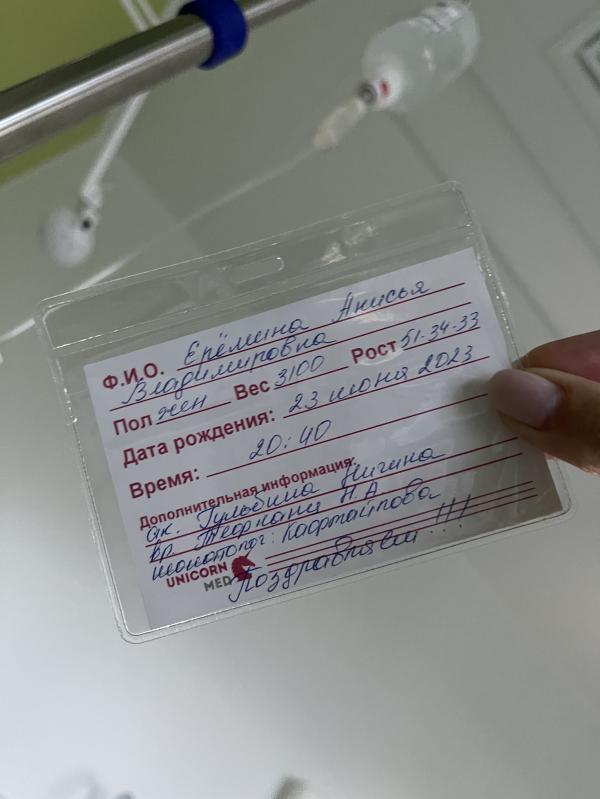 Ф.И.О. Ерёмина Анисья
Владимировна
Пол жен Вес 3100 Рост 51-34-33
Дата рождения: 23 июня 2023
Время: 20:40
Дополнительная информация:
ак. Гульбина Нигина
вр. Н.А
неонатолог:
UNICORN
MED
Поздравляем!!!